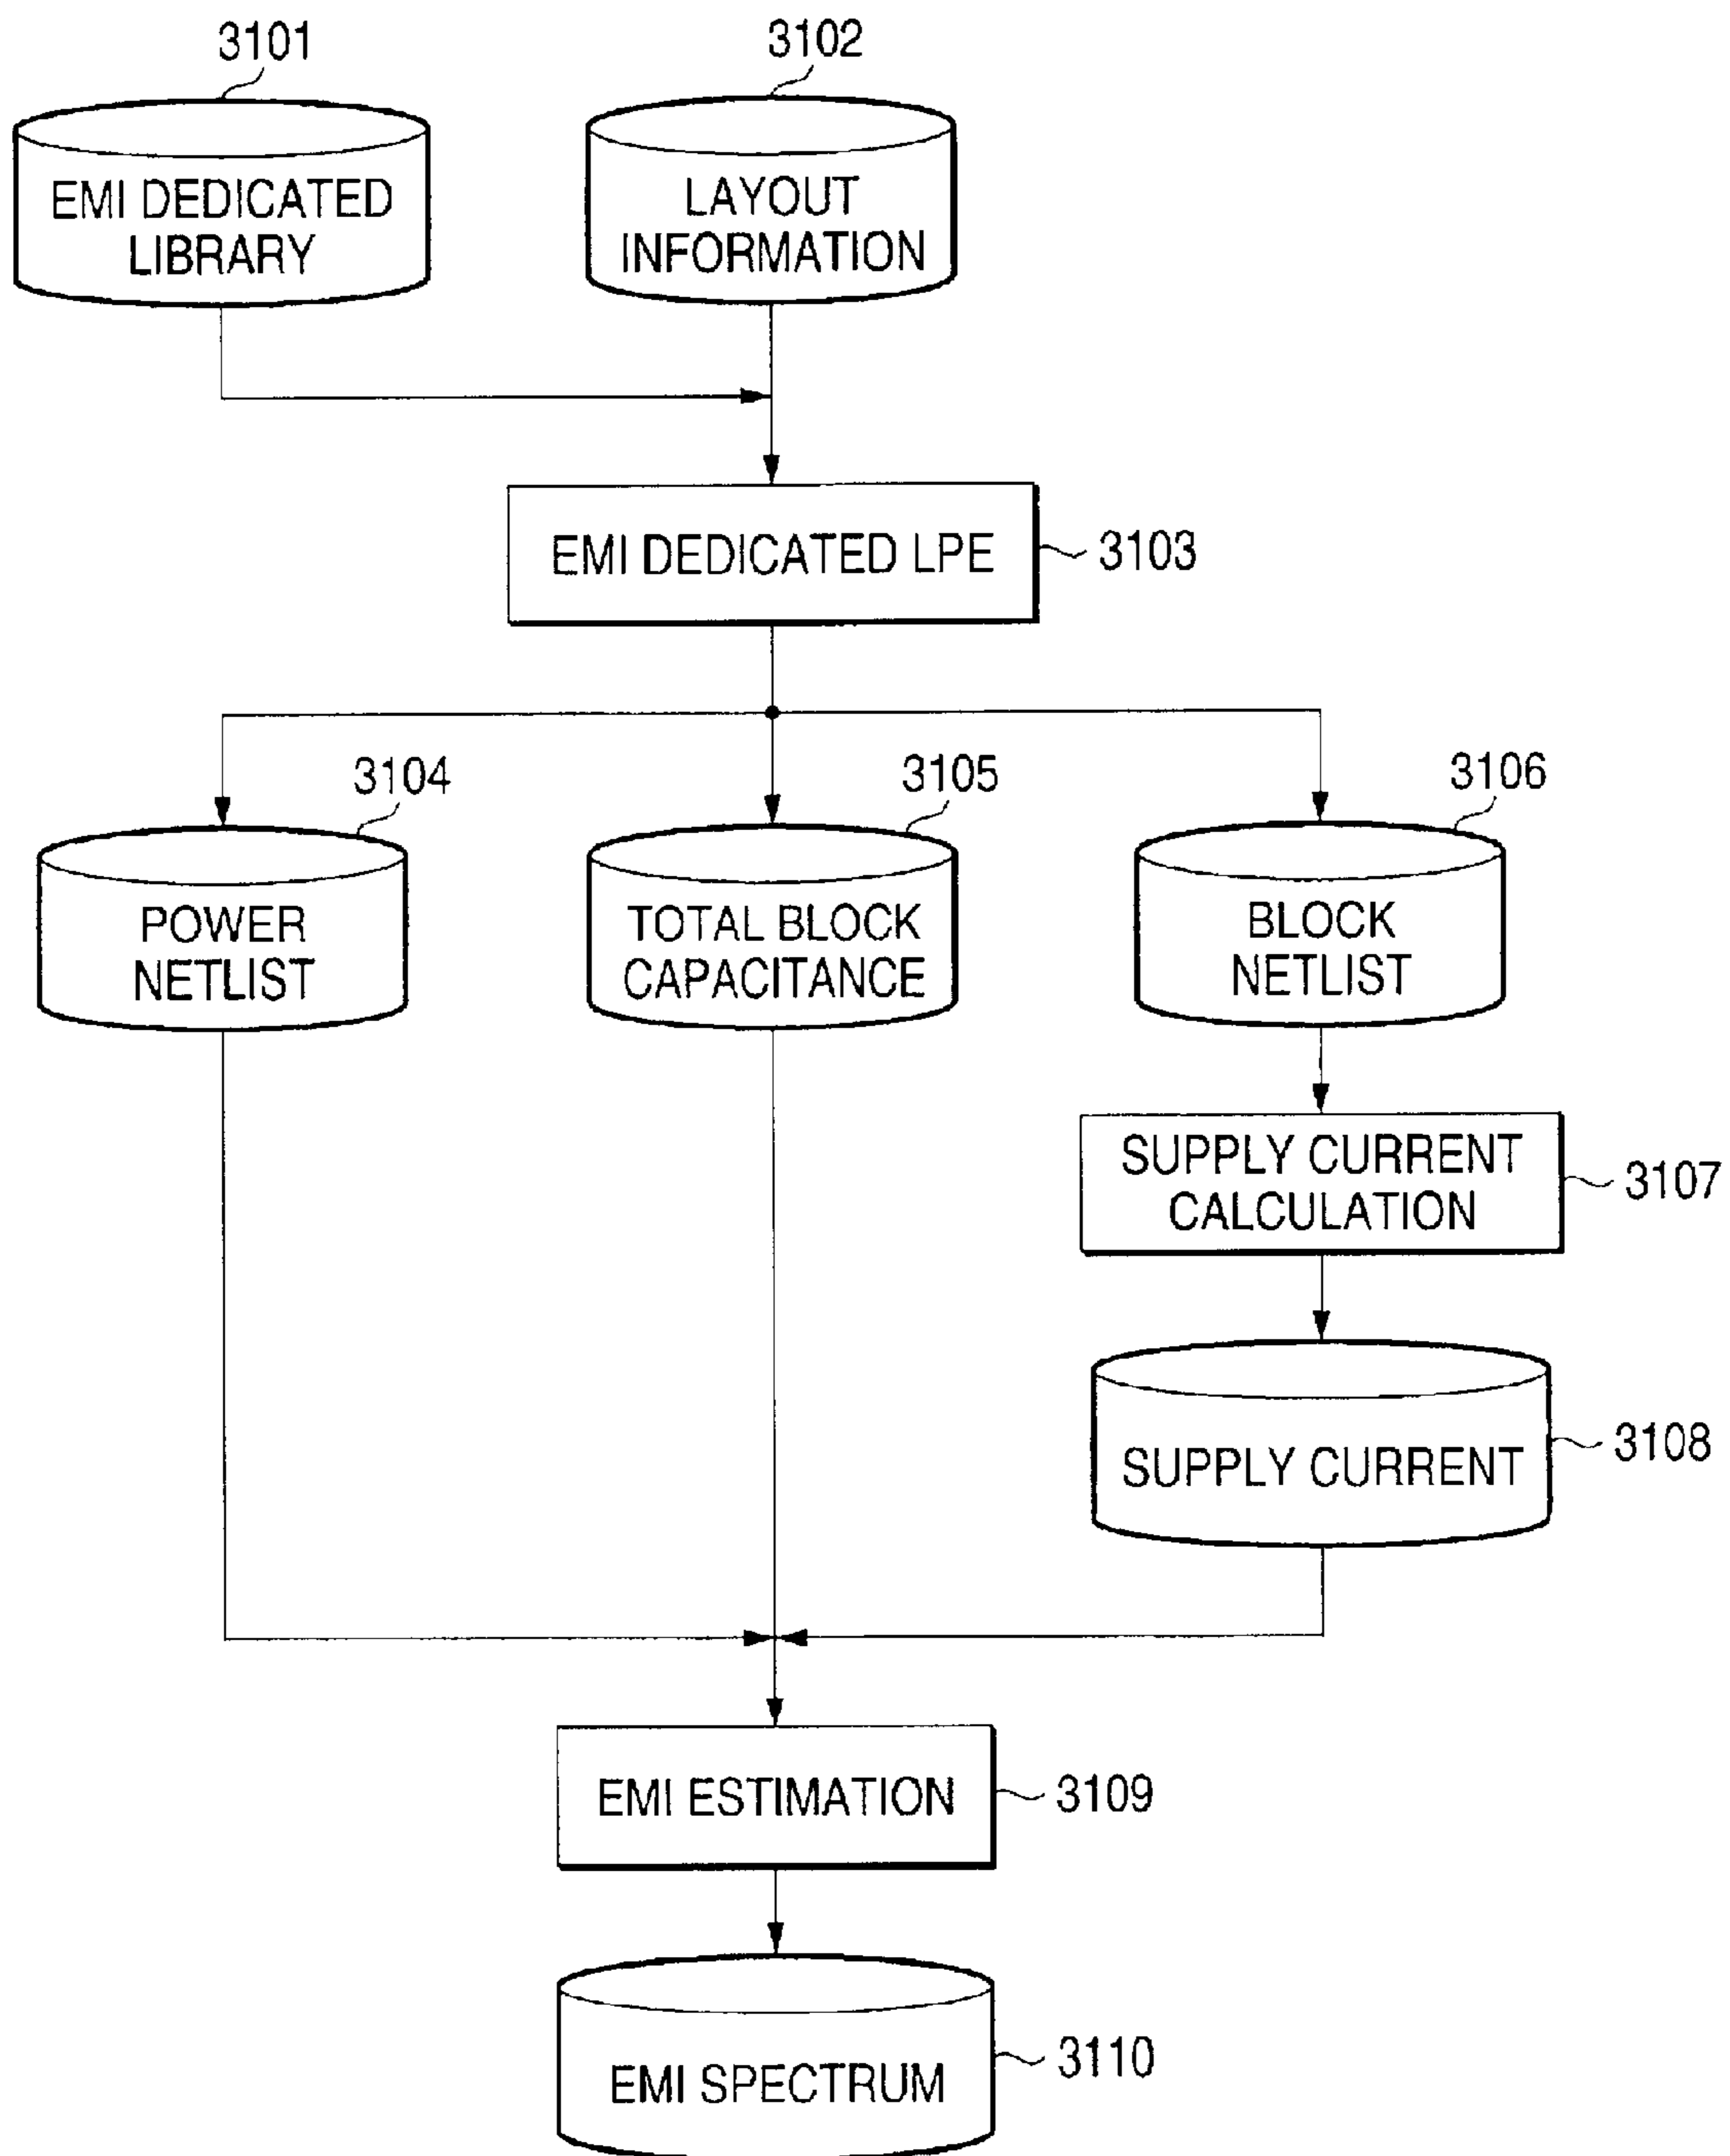 3101
3102
EMI DEDICATED
LIBRARY
LAYOUT
INFORMATION
EMI DEDICATED LPE
3103
3104
3105
3106
POWER
NETLIST
TOTAL BLOCK
CAPACITANCE
BLOCK
NETLIST
SUPPLY CURRENT
CALCULATION
3107
SUPPLY CURRENT
3108
EMI ESTIMATION
3109
EMI SPECTRUM
3110